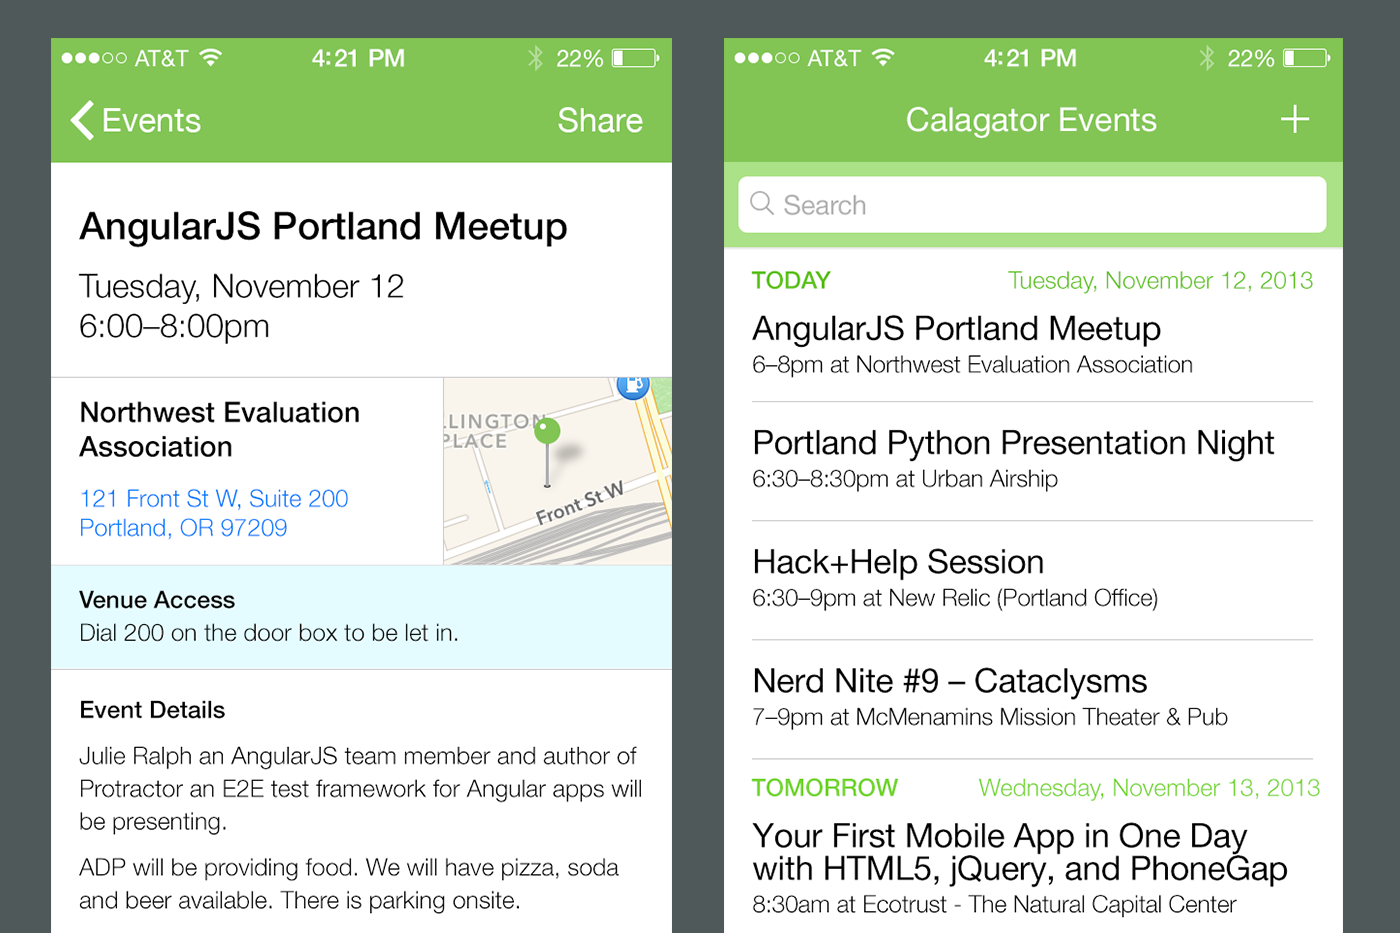 AT&T 4:21 PM 22%
Events Share
AngularJS Portland Meetup
Tuesday, November 12
6:00–8:00pm
Northwest Evaluation
Association
121 Front St W, Suite 200
Portland, OR 97209
LLINGTON
PLACE
Front St W
Venue Access
Dial 200 on the door box to be let in.
Event Details
Julie Ralph an AngularJS team member and author of
Protractor an E2E test framework for Angular apps will
be presenting.
ADP will be providing food. We will have pizza, soda
and beer available. There is parking onsite.
AT&T 4:21 PM 22%
Calagator Events +
Search
TODAY Tuesday, November 12, 2013
AngularJS Portland Meetup
6–8pm at Northwest Evaluation Association
Portland Python Presentation Night
6:30–8:30pm at Urban Airship
Hack+Help Session
6:30–9pm at New Relic (Portland Office)
Nerd Nite #9 – Cataclysms
7–9pm at McMenamins Mission Theater & Pub
TOMORROW Wednesday, November 13, 2013
Your First Mobile App in One Day
with HTML5, jQuery, and PhoneGap
8:30am at Ecotrust - The Natural Capital Center